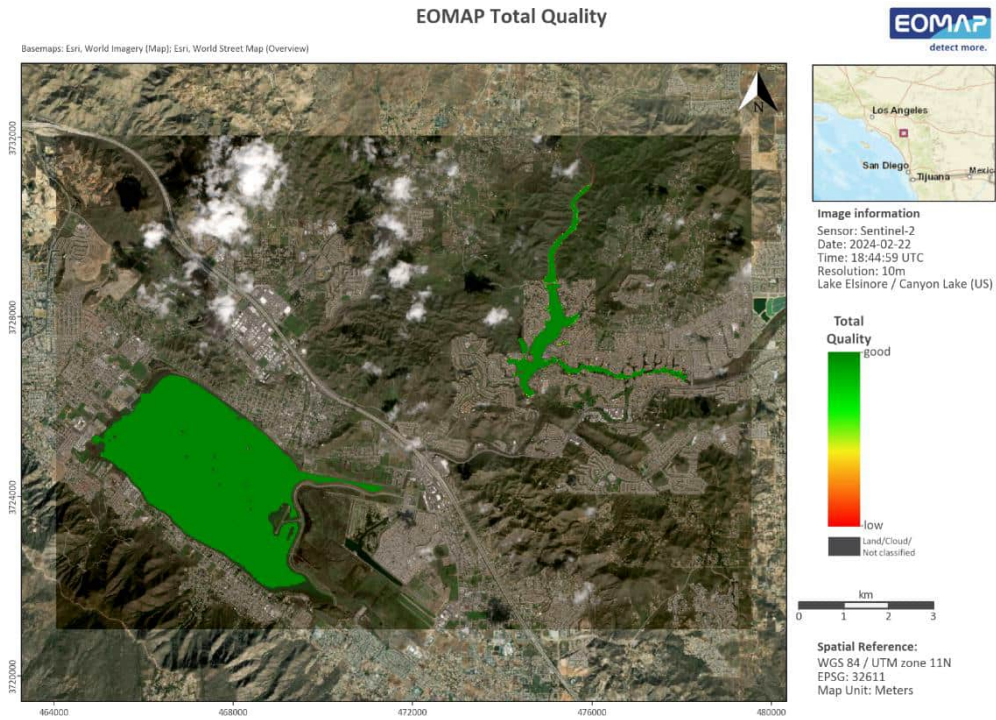 EOMAP Total Quality
EOMAP
detect more.
Basemaps: Esri, World Imagery (Map); Esri, World Street Map (Overview)
3732000
3728000
3724000
3720000
464000
468000
472000
476000
480000
N
Los Angeles
San Diego
Tijuana
Mexic
Image information
Sensor: Sentinel-2
Date: 2024-02-22
Time: 18:44:59 UTC
Resolution: 10m
Lake Elsinore / Canyon Lake (US)
Total
Quality
good
low
Land/Cloud/
Not classified
km
0 1 2 3
Spatial Reference:
WGS 84 / UTM zone 11N
EPSG: 32611
Map Unit: Meters